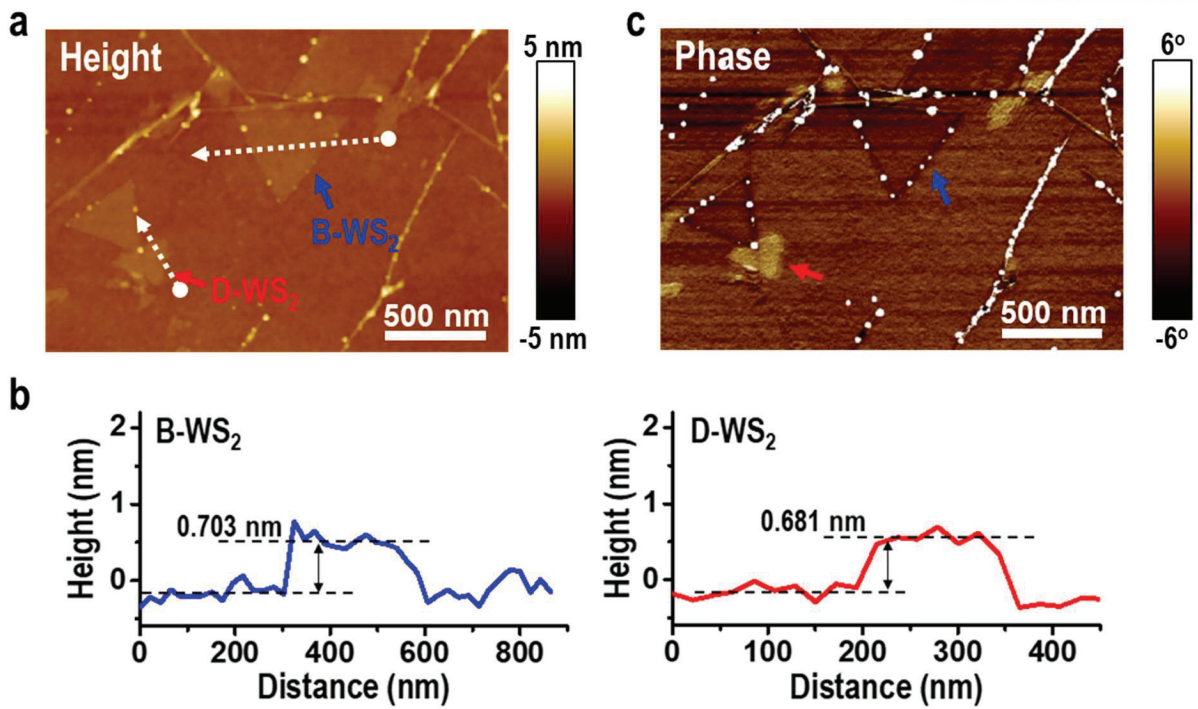 a
Height
5 nm
-5 nm
B-WS₂
D-WS₂
500 nm
c
Phase
6º
-6º
500 nm
b
B-WS₂
Height (nm)
2
1
0
0.703 nm
0 200 400 600 800
Distance (nm)
D-WS₂
Height (nm)
2
1
0
0.681 nm
0 100 200 300 400
Distance (nm)